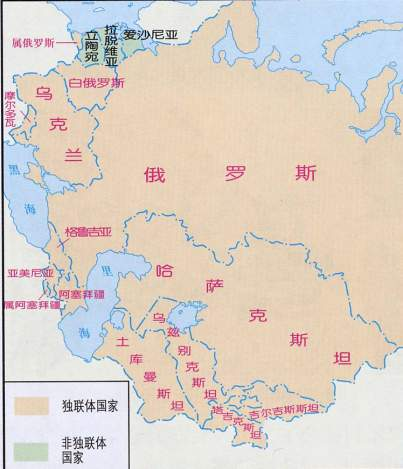 属俄罗斯
立陶宛
拉脱维亚
爱沙尼亚
白俄罗斯
摩尔多瓦
乌克兰
俄罗斯
黑海
格鲁吉亚
亚美尼亚
阿塞拜疆
属阿塞拜疆
里
海
哈萨克斯坦
乌兹别克斯坦
土库曼斯坦
塔吉克斯坦
吉尔吉斯斯坦
独联体国家
非独联体
国家